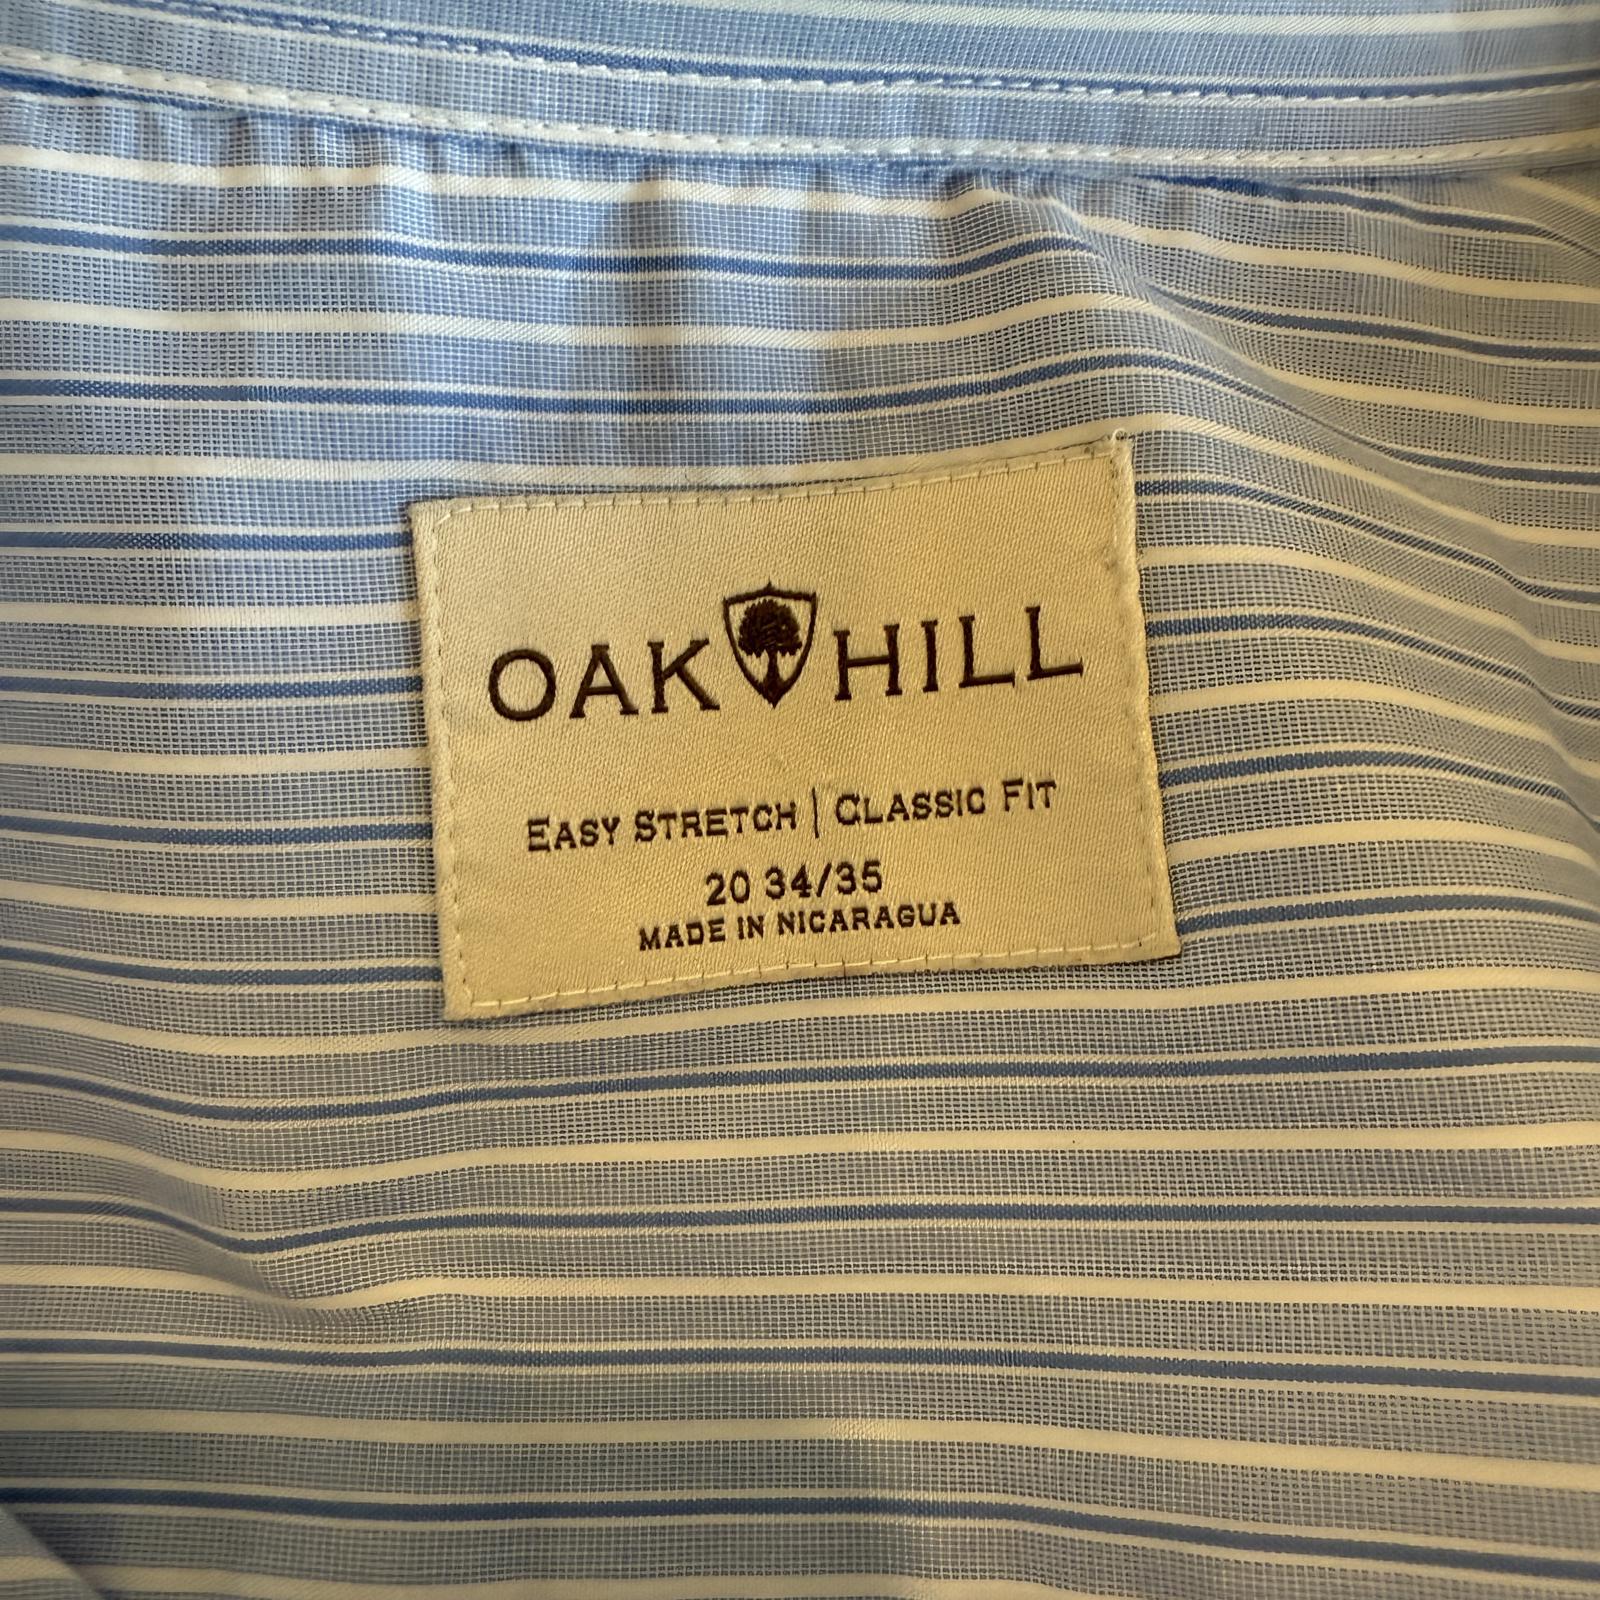 OAK HILL
EASY STRETCH | CLASSIC FIT
20 34/35
MADE IN NICARAGUA